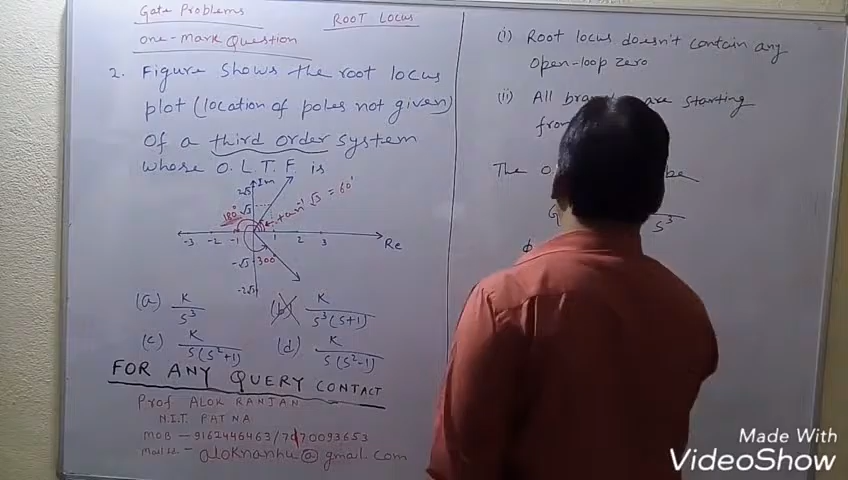 Gate Problems
ROOT LOCUS
one-mark Question
2. Figure shows the root locus
plot (location of poles not given)
of a third order system
whose O.L.T.F. is
Im
2√3
√3
180°
tan⁻¹ √3 = 60°
-3 -2 -1 1 2 3 Re
-√3 300°
-2√3
(a) K/S³
(b) K/S³(S+1)
(c) K/S(S²+1)
(d) K/S(S²-1)
FOR ANY QUERY CONTACT
Prof ALOK RANJAN
N.I.T. PATNA
MOB - 9162446463/7070093653
aloknanhu@gmail.com
(i) Root locus doesn't contain any
open-loop zero
(ii) All are starting
The be
S³
ϕ
Made With
VideoShow